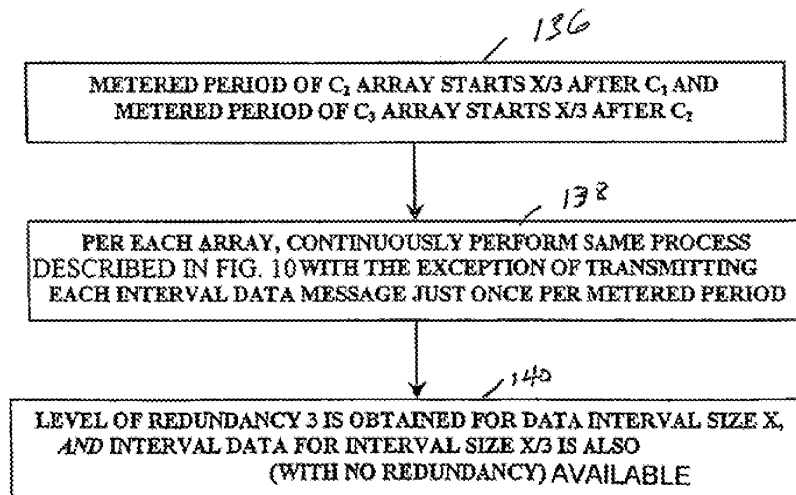 136
METERED PERIOD OF C₂ ARRAY STARTS X/3 AFTER C₁ AND
METERED PERIOD OF C₃ ARRAY STARTS X/3 AFTER C₂
138
PER EACH ARRAY, CONTINUOUSLY PERFORM SAME PROCESS
DESCRIBED IN FIG. 10 WITH THE EXCEPTION OF TRANSMITTING
EACH INTERVAL DATA MESSAGE JUST ONCE PER METERED PERIOD
140
LEVEL OF REDUNDANCY 3 IS OBTAINED FOR DATA INTERVAL SIZE X,
AND INTERVAL DATA FOR INTERVAL SIZE X/3 IS ALSO
(WITH NO REDUNDANCY) AVAILABLE